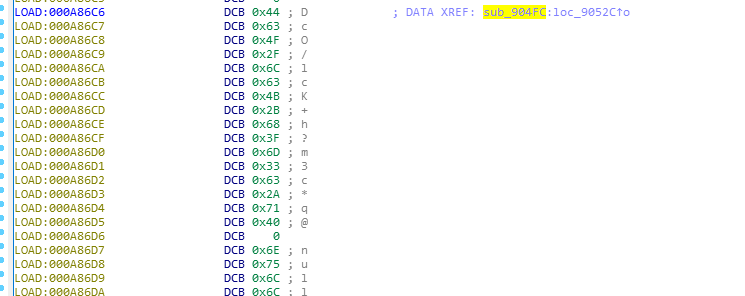 LOAD:000A86C6 DCB 0x44 ; D ; DATA XREF: sub_904FC:loc_9052C↑o
LOAD:000A86C7 DCB 0x63 ; c
LOAD:000A86C8 DCB 0x4F ; O
LOAD:000A86C9 DCB 0x2F ; /
LOAD:000A86CA DCB 0x6C ; l
LOAD:000A86CB DCB 0x63 ; c
LOAD:000A86CC DCB 0x4B ; K
LOAD:000A86CD DCB 0x2B ; +
LOAD:000A86CE DCB 0x68 ; h
LOAD:000A86CF DCB 0x3F ; ?
LOAD:000A86D0 DCB 0x6D ; m
LOAD:000A86D1 DCB 0x33 ; 3
LOAD:000A86D2 DCB 0x63 ; c
LOAD:000A86D3 DCB 0x2A ; *
LOAD:000A86D4 DCB 0x71 ; q
LOAD:000A86D5 DCB 0x40 ; @
LOAD:000A86D6 DCB 0
LOAD:000A86D7 DCB 0x6E ; n
LOAD:000A86D8 DCB 0x75 ; u
LOAD:000A86D9 DCB 0x6C ; l
LOAD:000A86DA DCB 0x6C ; l